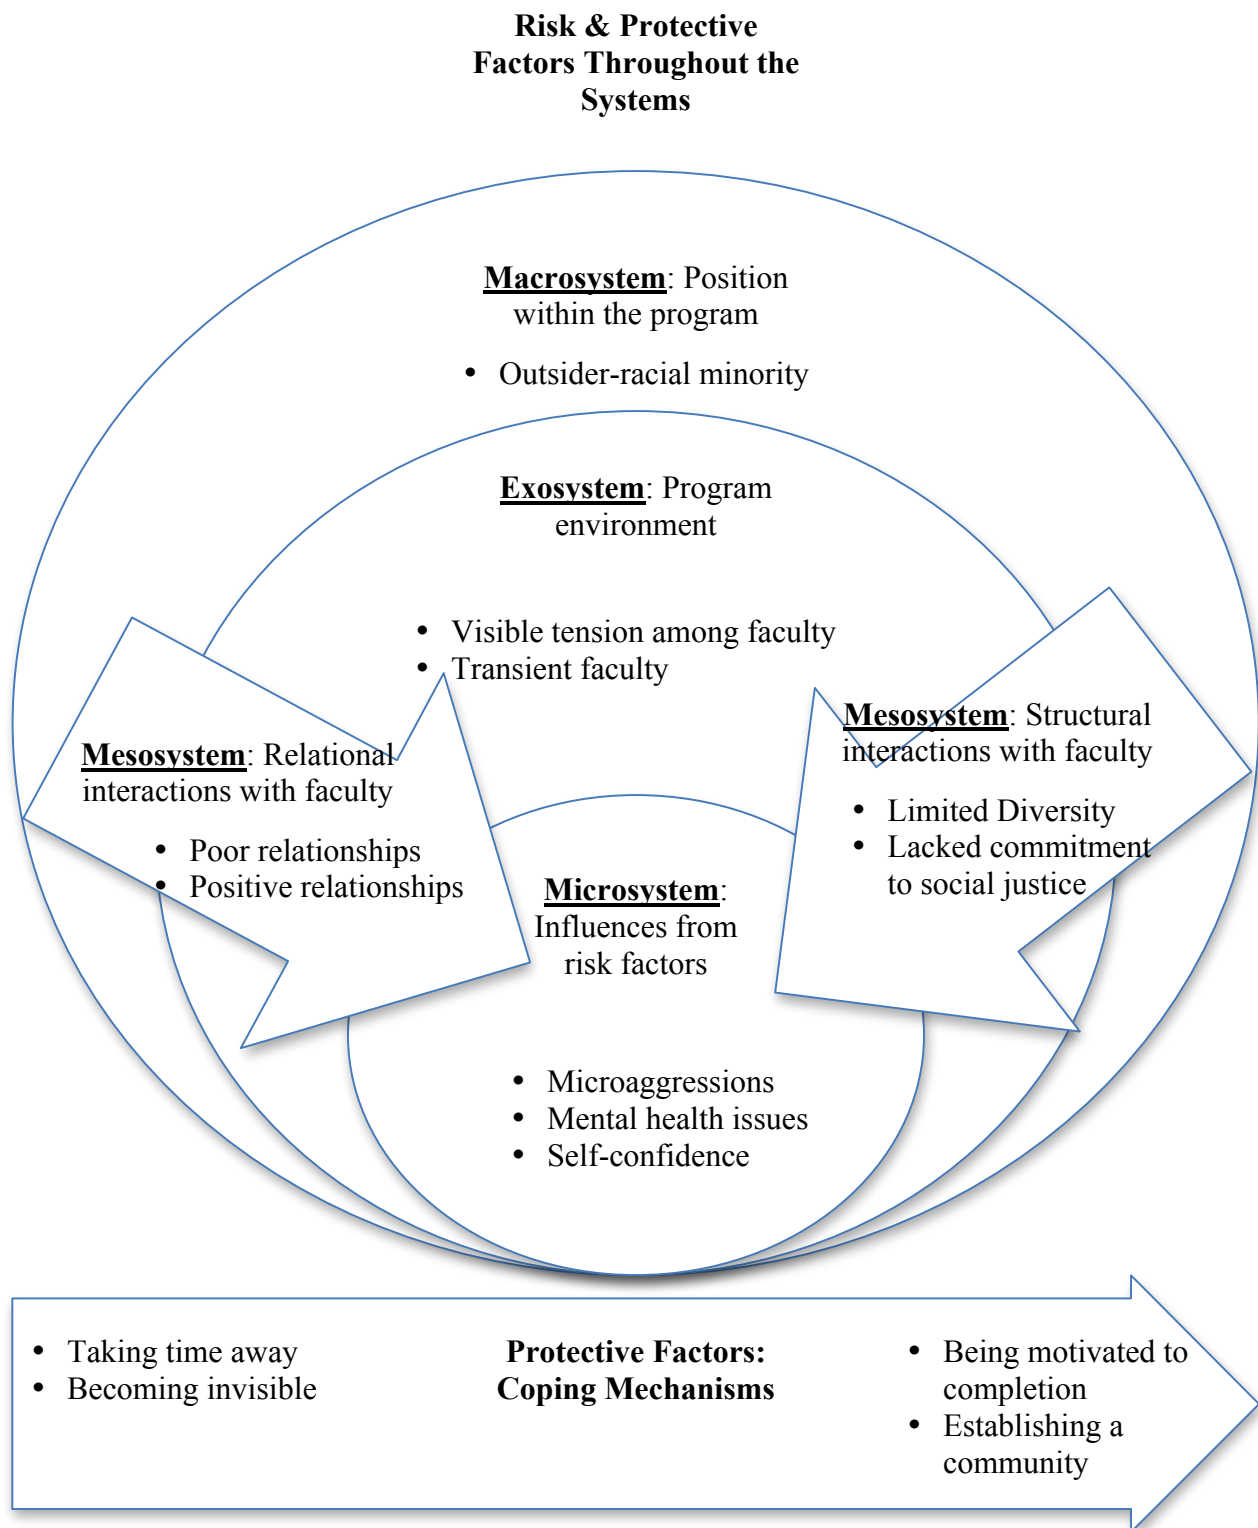 Risk & Protective
Factors Throughout the
Systems
Macrosystem: Position
within the program
• Outsider-racial minority
Exosystem: Program
environment
• Visible tension among faculty
• Transient faculty
Mesosystem: Relational
interactions with faculty
• Poor relationships
• Positive relationships
Mesosystem: Structural
interactions with faculty
• Limited Diversity
• Lacked commitment
to social justice
Microsystem:
Influences from
risk factors
• Microaggressions
• Mental health issues
• Self-confidence
• Taking time away
• Becoming invisible
Protective Factors:
Coping Mechanisms
• Being motivated to
completion
• Establishing a
community